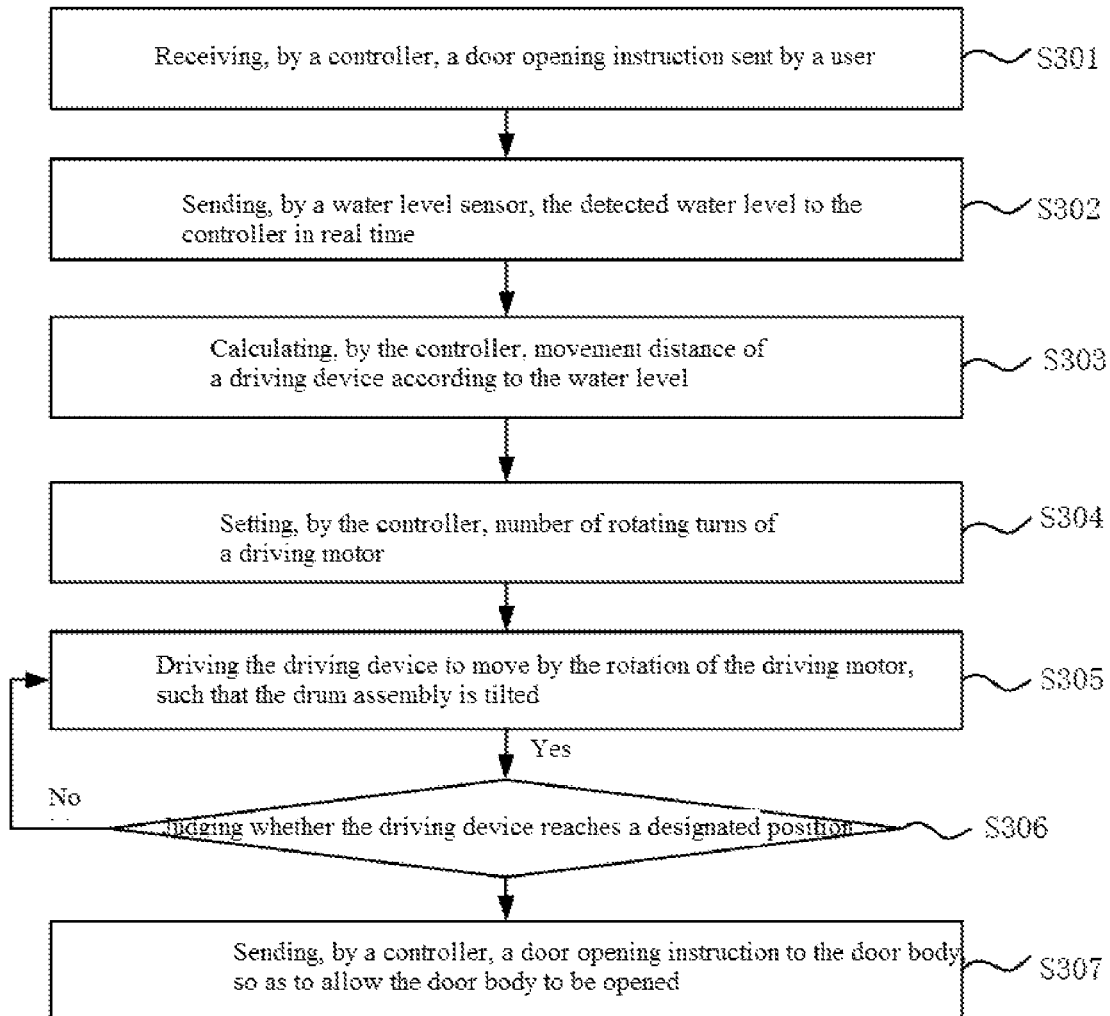 Receiving, by a controller, a door opening instruction sent by a user
S301
Sending, by a water level sensor, the detected water level to the
controller in real time
S302
Calculating, by the controller, movement distance of
a driving device according to the water level
S303
Setting, by the controller, number of rotating turns of
a driving motor
S304
Driving the driving device to move by the rotation of the driving motor,
such that the drum assembly is tilted
S305
Yes
No
Judging whether the driving device reaches a designated position
S306
Sending, by a controller, a door opening instruction to the door body
so as to allow the door body to be opened
S307